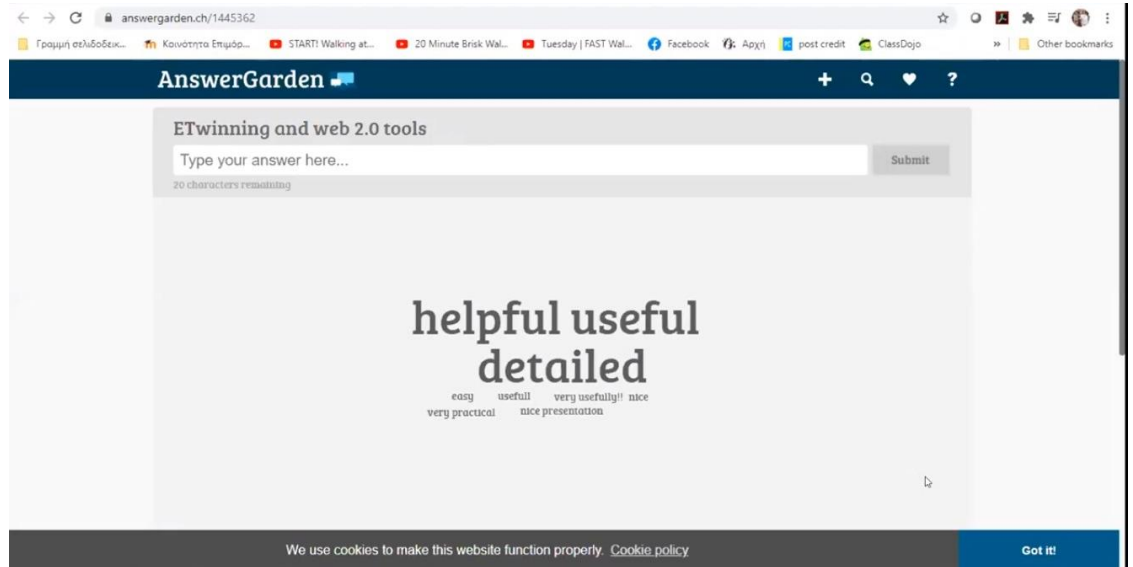 answergarden.ch/1445362
Γραμμή σελιδοδεικ... Κοινότητα Επιμόρ... START! Walking at... 20 Minute Brisk Wal... Tuesday | FAST Wal... Facebook Αρχή post credit ClassDojo » Other bookmarks
AnswerGarden + ?
ETwinning and web 2.0 tools
Type your answer here... Submit
20 characters remaining
helpful useful
detailed
easy usefull very usefully!! nice
very practical nice presentation
We use cookies to make this website function properly. Cookie policy Got it!